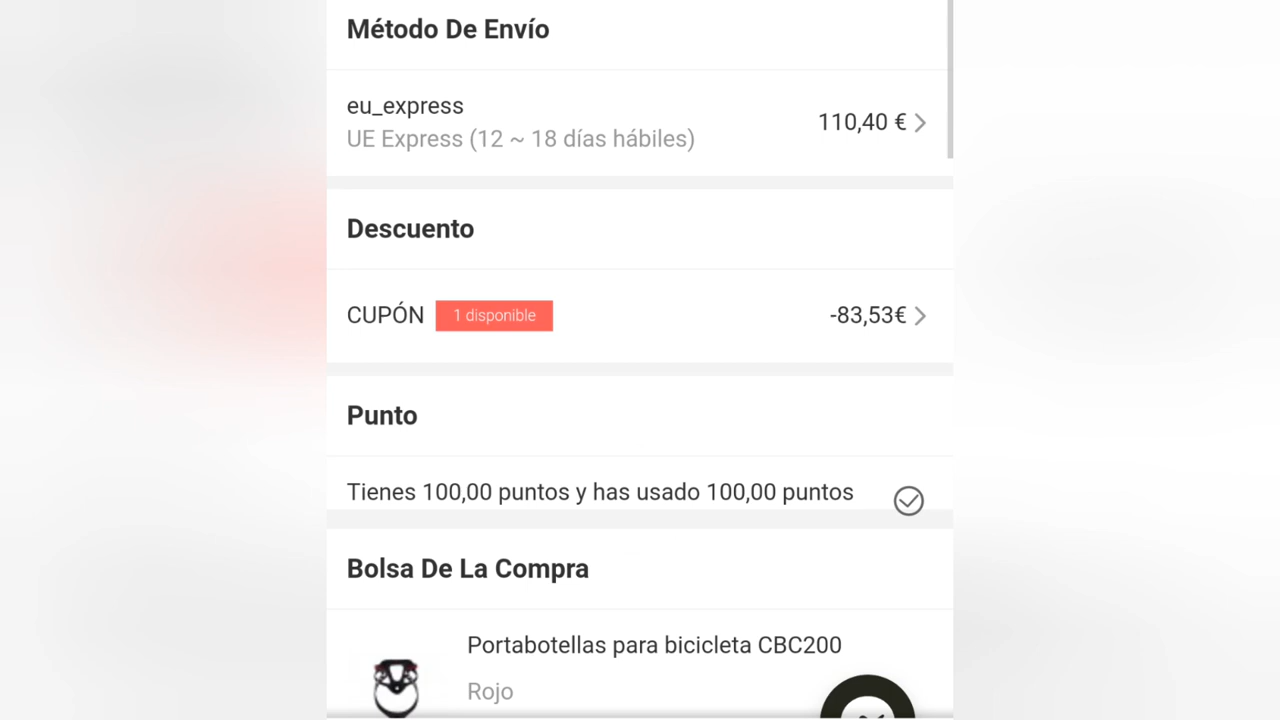 Método De Envío
eu_express
110,40 €
UE Express (12 ~ 18 días hábiles)
Descuento
CUPÓN 1 disponible -83,53€
Punto
Tienes 100,00 puntos y has usado 100,00 puntos
Bolsa De La Compra
Portabotellas para bicicleta CBC200
Rojo